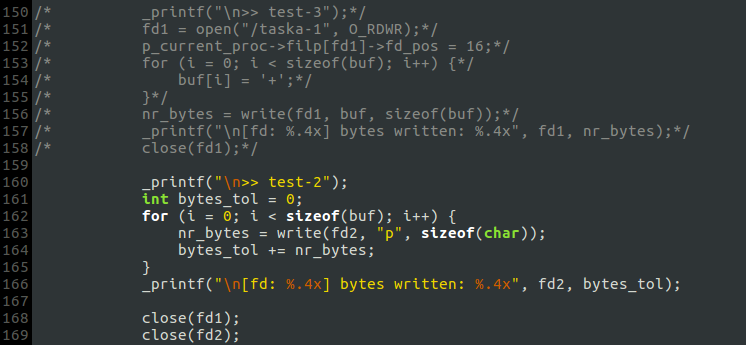 150 /*          _printf("\n>> test-3");*/
151 /*          fd1 = open("/taska-1", O_RDWR);*/
152 /*          p_current_proc->filp[fd1]->fd_pos = 16;*/
153 /*          for (i = 0; i < sizeof(buf); i++) {*/
154 /*              buf[i] = '+';*/
155 /*          }*/
156 /*          nr_bytes = write(fd1, buf, sizeof(buf));*/
157 /*          _printf("\n[fd: %.4x] bytes written: %.4x", fd1, nr_bytes);*/
158 /*          close(fd1);*/
159
160             _printf("\n>> test-2");
161             int bytes_tol = 0;
162             for (i = 0; i < sizeof(buf); i++) {
163                 nr_bytes = write(fd2, "p", sizeof(char));
164                 bytes_tol += nr_bytes;
165             }
166             _printf("\n[fd: %.4x] bytes written: %.4x", fd2, bytes_tol);
167
168             close(fd1);
169             close(fd2);